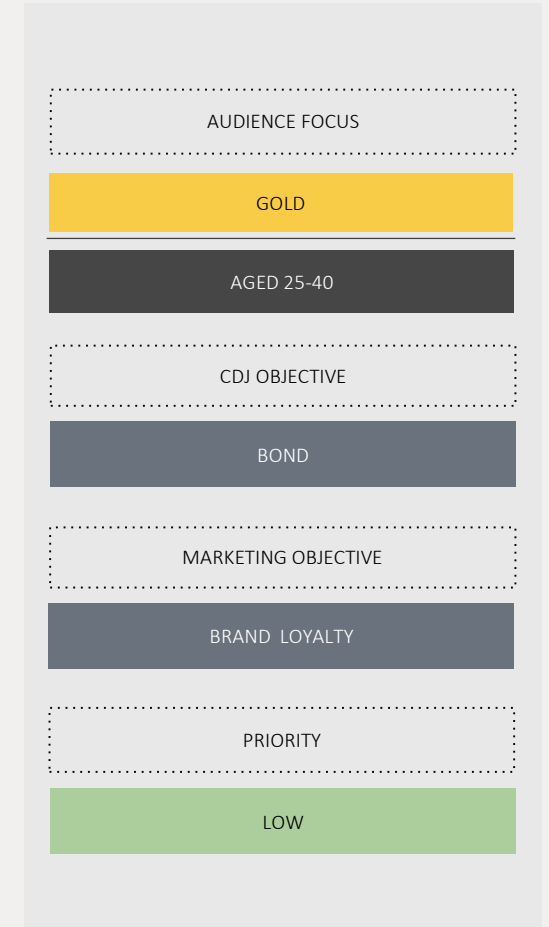 AUDIENCE FOCUS
GOLD
AGED 25-40
CDJ OBJECTIVE
BOND
MARKETING OBJECTIVE
BRAND LOYALTY
PRIORITY
LOW